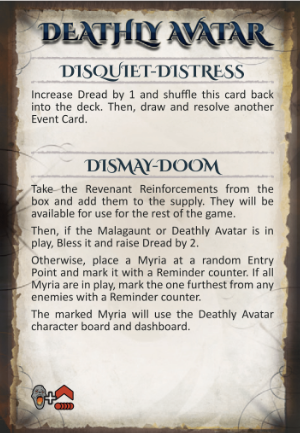 DEATHLY AVATAR
DISQUIET-DISTRESS
Increase Dread by 1 and shuffle this card back
into the deck. Then, draw and resolve another
Event Card.
DISMAY-DOOM
Take the Revenant Reinforcements from the
box and add them to the supply. They will be
available for use for the rest of the game.
Then, if the Malagaunt or Deathly Avatar is in
play, Bless it and raise Dread by 2.
Otherwise, place a Myria at a random Entry
Point and mark it with a Reminder counter. If all
Myria are in play, mark the one furthest from any
enemies with a Reminder counter.
The marked Myria will use the Deathly Avatar
character board and dashboard.
+